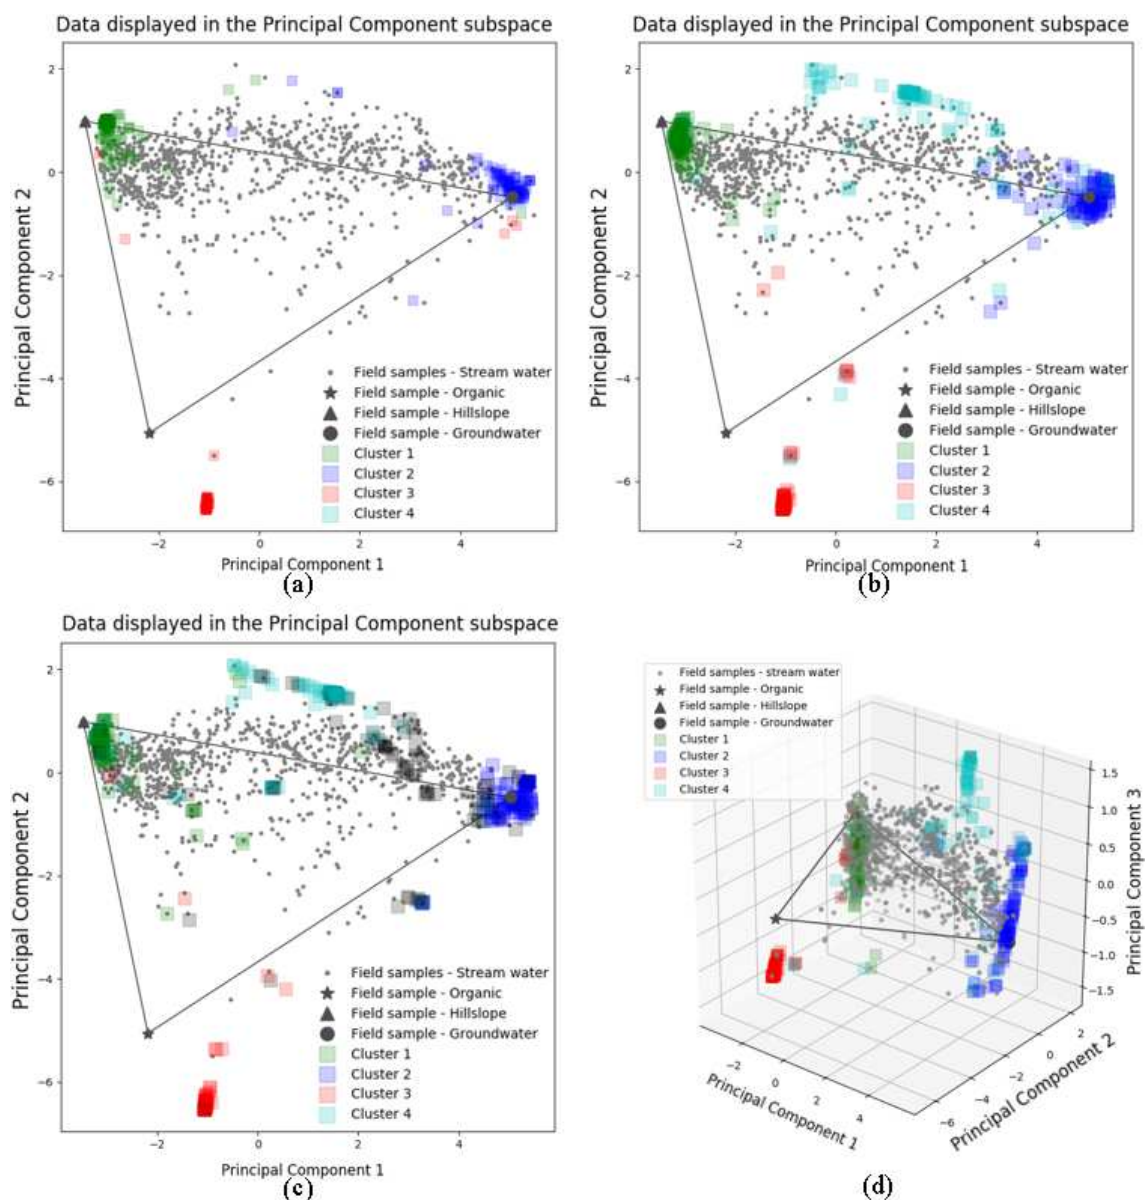 Data displayed in the Principal Component subspace
2
0
−2
−4
−6
Principal Component 2
Field samples - Stream water
Field sample - Organic
Field sample - Hillslope
Field sample - Groundwater
Cluster 1
Cluster 2
Cluster 3
Cluster 4
−2 0 2 4
Principal Component 1
(a)
Data displayed in the Principal Component subspace
2
0
−2
−4
−6
Principal Component 2
Field samples - Stream water
Field sample - Organic
Field sample - Hillslope
Field sample - Groundwater
Cluster 1
Cluster 2
Cluster 3
Cluster 4
−2 0 2 4
Principal Component 1
(b)
Data displayed in the Principal Component subspace
2
0
−2
−4
−6
Principal Component 2
Field samples - Stream water
Field sample - Organic
Field sample - Hillslope
Field sample - Groundwater
Cluster 1
Cluster 2
Cluster 3
Cluster 4
−2 0 2 4
Principal Component 1
(c)
Field samples - stream water
Field sample - Organic
Field sample - Hillslope
Field sample - Groundwater
Cluster 1
Cluster 2
Cluster 3
Cluster 4
1.5
1.0
0.5
0.0
−0.5
−1.0
−1.5
Principal Component 3
2
0
−2
−4
−6
Principal Component 2
−2 0 2 4
Principal Component 1
(d)